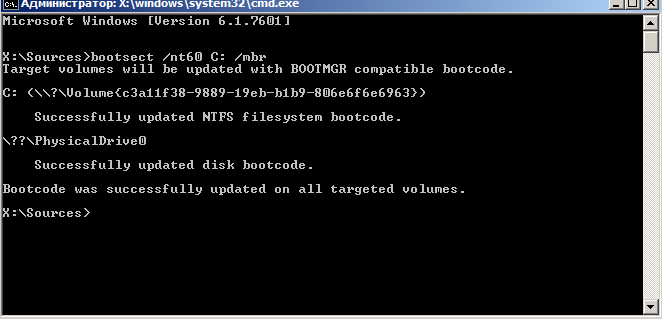 Администратор: X:\windows\system32\cmd.exe
Microsoft Windows [Version 6.1.7601]
X:\Sources>bootsect /nt60 C: /mbr
Target volumes will be updated with BOOTMGR compatible bootcode.
C: (\\?\Volume{c3a11f38-9889-19eb-b1b9-806e6f6e6963})
Successfully updated NTFS filesystem bootcode.
\??\PhysicalDrive0
Successfully updated disk bootcode.
Bootcode was successfully updated on all targeted volumes.
X:\Sources>